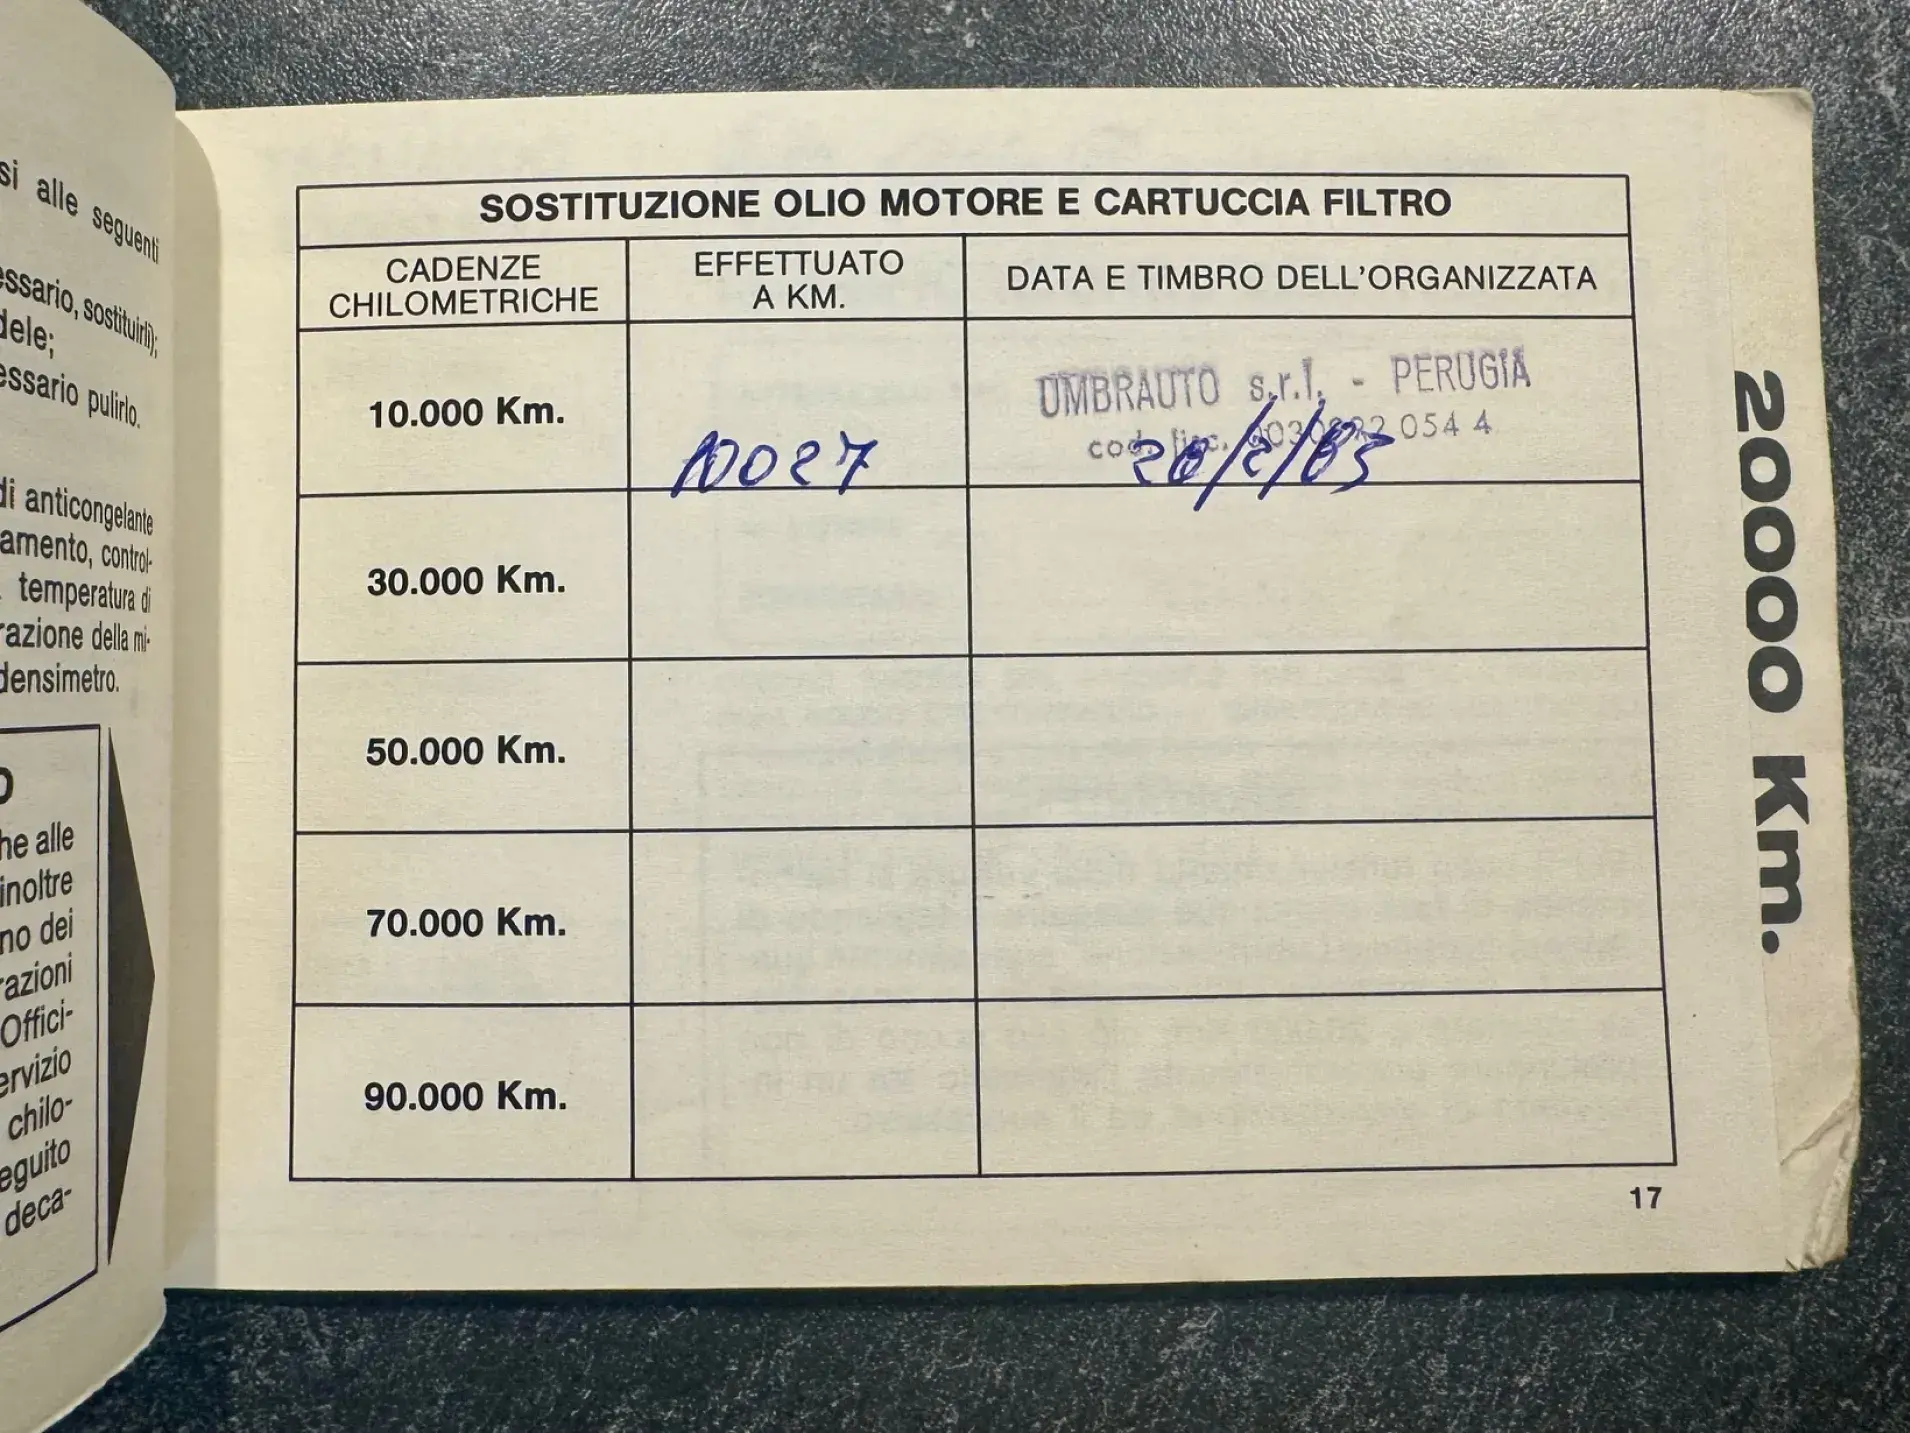 si alle seguenti
essario, sostituirli);
dele;
essario pulirlo.
di anticongelante
amento, control-
temperatura di
razione della mi-
densimetro.
O
he alle
inoltre
no dei
razioni
Offici-
ervizio
chilo-
eguito
deca-
SOSTITUZIONE OLIO MOTORE E CARTUCCIA FILTRO
CADENZE
CHILOMETRICHE
EFFETTUATO
A KM.
DATA E TIMBRO DELL'ORGANIZZATA
10.000 Km.
10027
UMBRAUTO s.r.l. - PERUGIA
cod. fisc. 054 4
30.000 Km.
50.000 Km.
70.000 Km.
90.000 Km.
17
20000 Km.